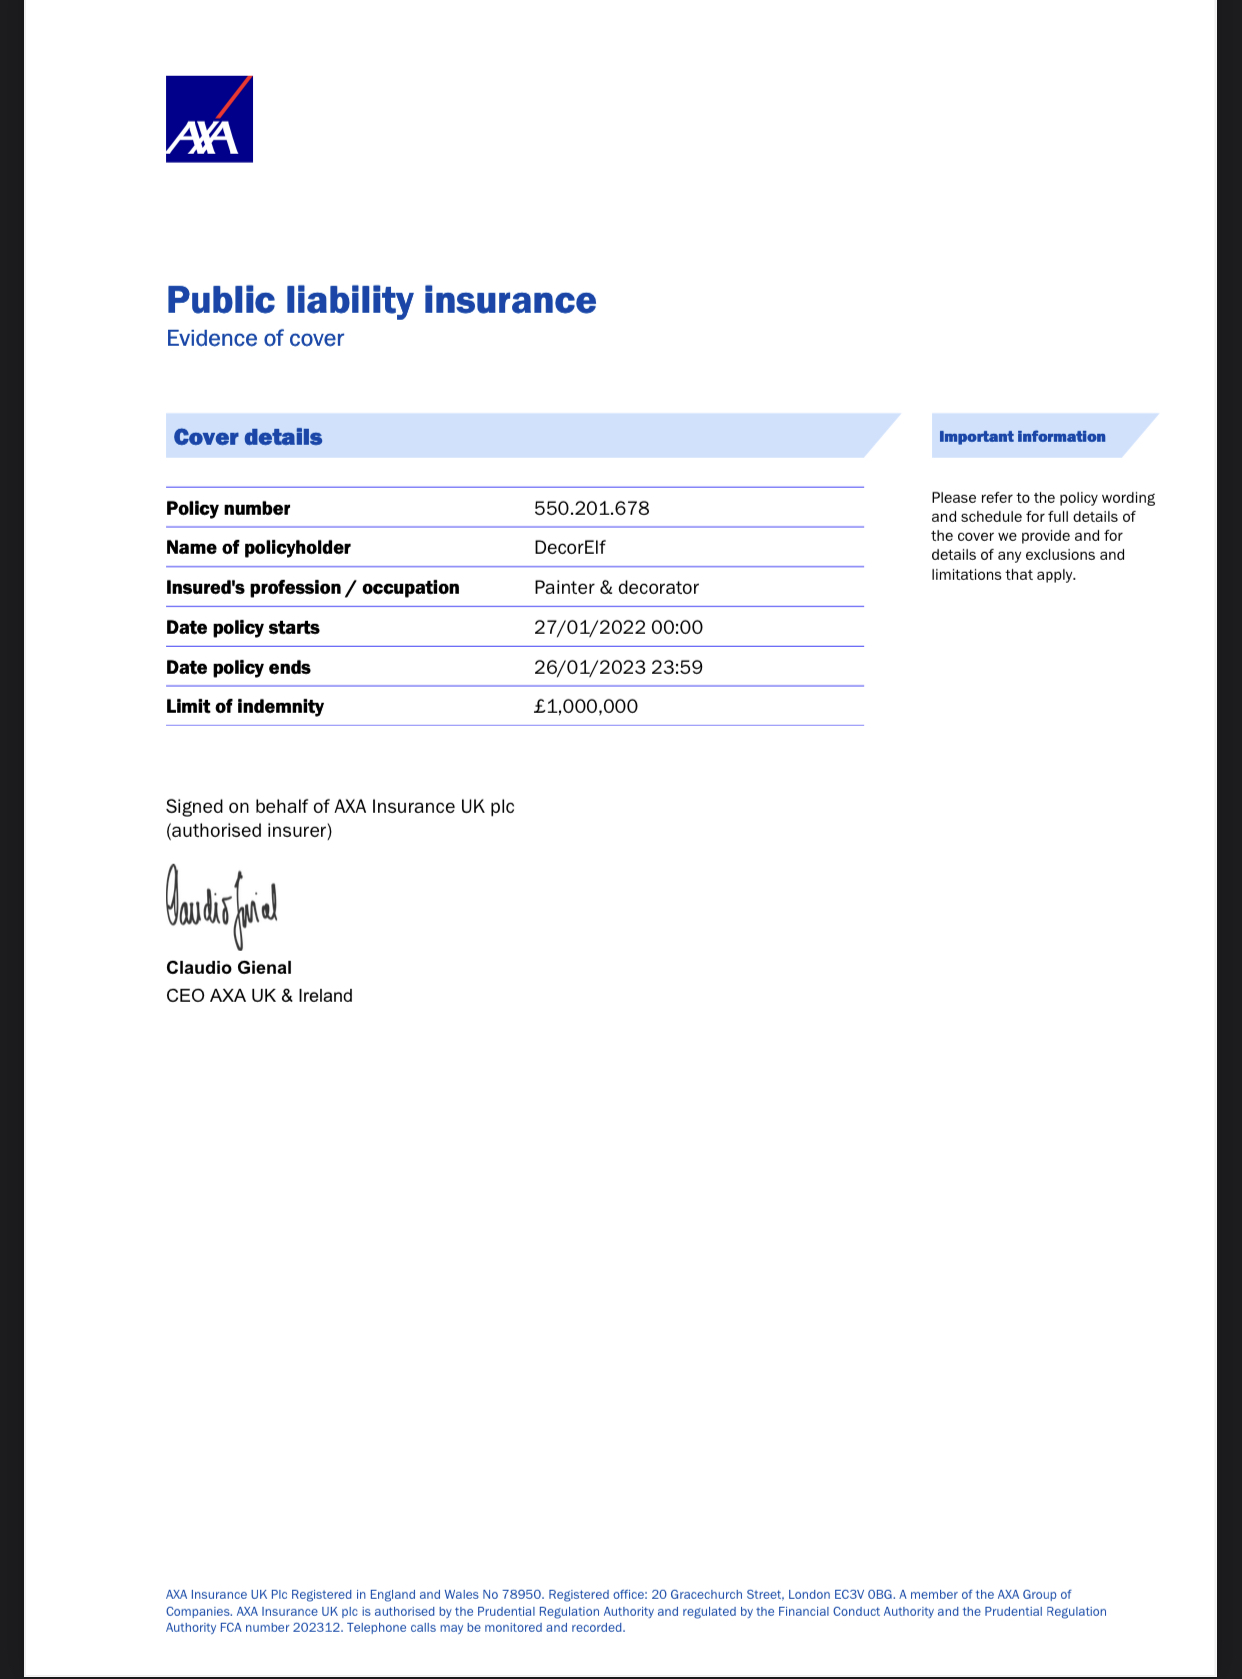 AXA
Public liability insurance
Evidence of cover
Cover details
Policy number 550.201.678
Name of policyholder DecorElf
Insured's profession / occupation Painter & decorator
Date policy starts 27/01/2022 00:00
Date policy ends 26/01/2023 23:59
Limit of indemnity £1,000,000
Important information
Please refer to the policy wording
and schedule for full details of
the cover we provide and for
details of any exclusions and
limitations that apply.
Signed on behalf of AXA Insurance UK plc
(authorised insurer)
Claudio Gienal
Claudio Gienal
CEO AXA UK & Ireland
AXA Insurance UK Plc Registered in England and Wales No 78950. Registered office: 20 Gracechurch Street, London EC3V 0BG. A member of the AXA Group of
Companies. AXA Insurance UK plc is authorised by the Prudential Regulation Authority and regulated by the Financial Conduct Authority and the Prudential Regulation
Authority FCA number 202312. Telephone calls may be monitored and recorded.